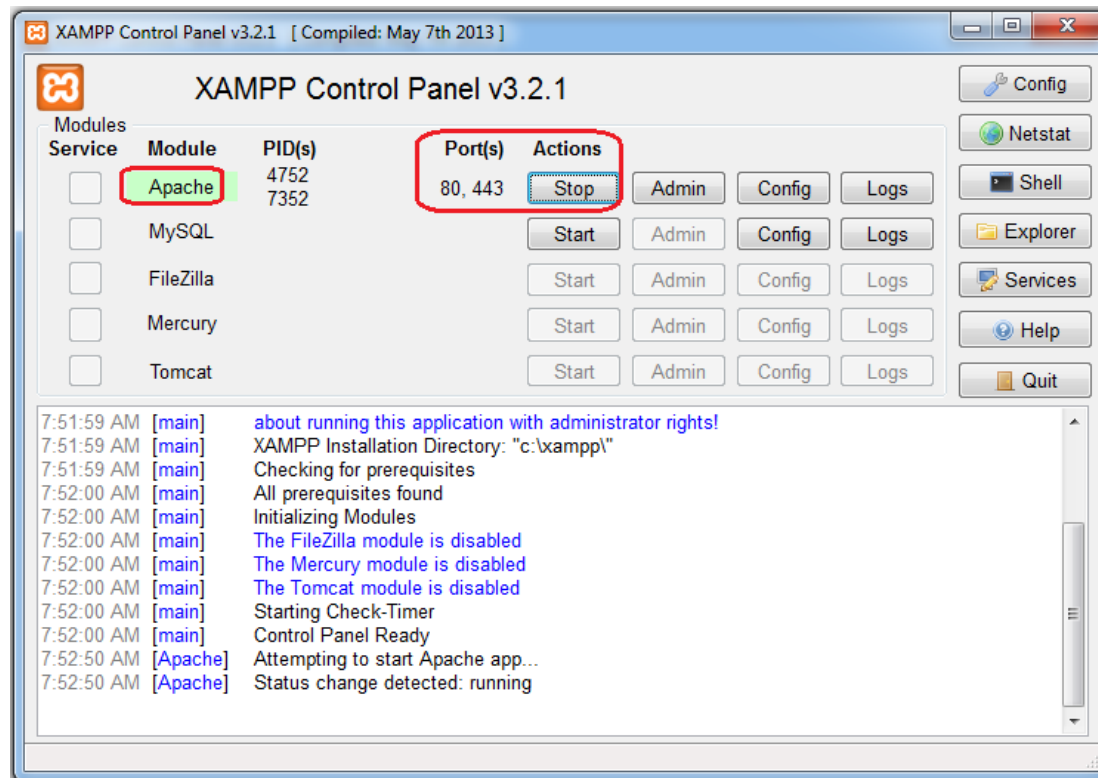 XAMPP Control Panel v3.2.1 [ Compiled: May 7th 2013 ]
XAMPP Control Panel v3.2.1
Config
Modules
Netstat
Service Module PID(s) Port(s) Actions
Apache 4752 7352 80, 443 Stop Admin Config Logs
Shell
MySQL Start Admin Config Logs
Explorer
FileZilla Start Admin Config Logs
Services
Mercury Start Admin Config Logs
Help
Tomcat Start Admin Config Logs
Quit
7:51:59 AM [main] about running this application with administrator rights!
7:51:59 AM [main] XAMPP Installation Directory: "c:\xampp\"
7:51:59 AM [main] Checking for prerequisites
7:52:00 AM [main] All prerequisites found
7:52:00 AM [main] Initializing Modules
7:52:00 AM [main] The FileZilla module is disabled
7:52:00 AM [main] The Mercury module is disabled
7:52:00 AM [main] The Tomcat module is disabled
7:52:00 AM [main] Starting Check-Timer
7:52:00 AM [main] Control Panel Ready
7:52:50 AM [Apache] Attempting to start Apache app...
7:52:50 AM [Apache] Status change detected: running